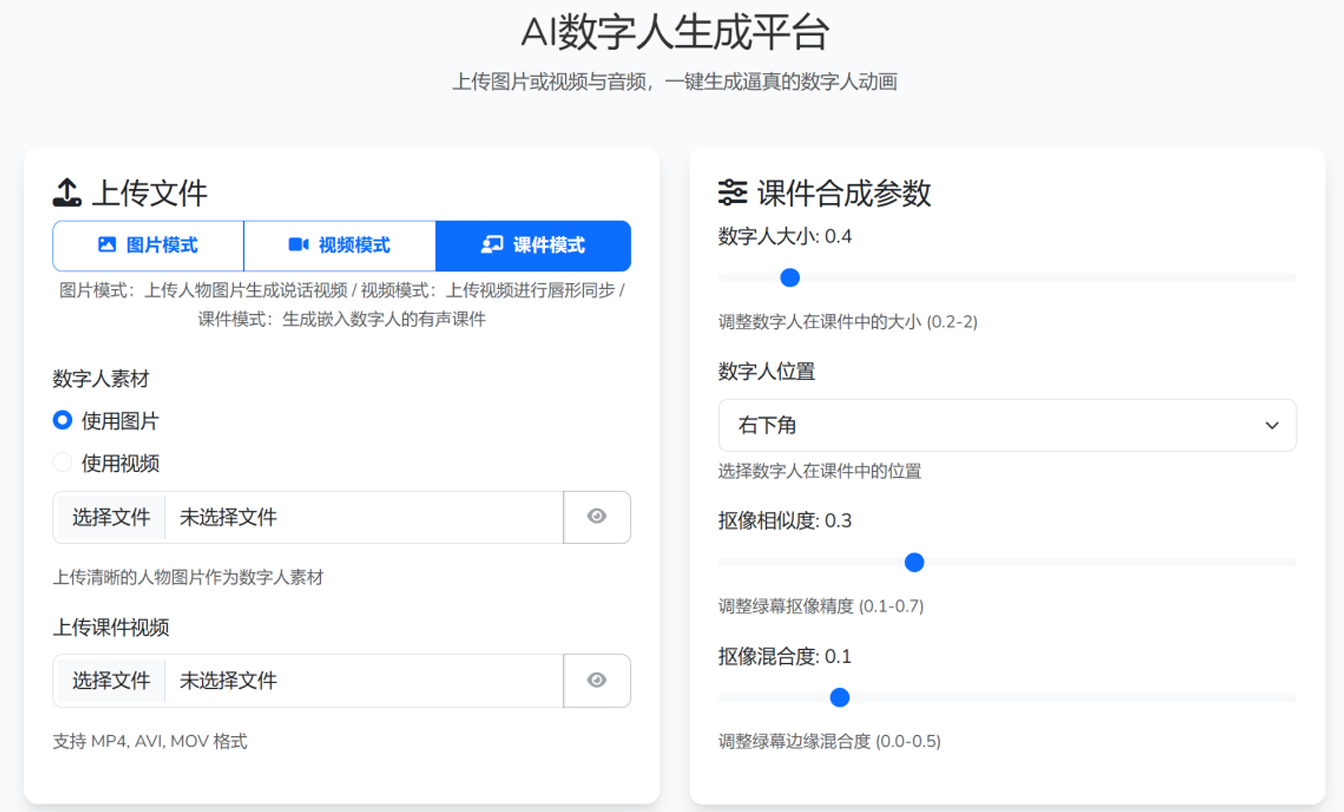 AI数字人生成平台
上传图片或视频与音频，一键生成逼真的数字人动画
上传文件
图片模式
视频模式
课件模式
图片模式：上传人物图片生成说话视频 / 视频模式：上传视频进行唇形同步 /
课件模式：生成嵌入数字人的有声课件
数字人素材
使用图片
使用视频
选择文件 未选择文件
上传清晰的人物图片作为数字人素材
上传课件视频
选择文件 未选择文件
支持 MP4, AVI, MOV 格式
课件合成参数
数字人大小: 0.4
调整数字人在课件中的大小 (0.2-2)
数字人位置
右下角
选择数字人在课件中的位置
抠像相似度: 0.3
调整绿幕抠像精度 (0.1-0.7)
抠像混合度: 0.1
调整绿幕边缘混合度 (0.0-0.5)